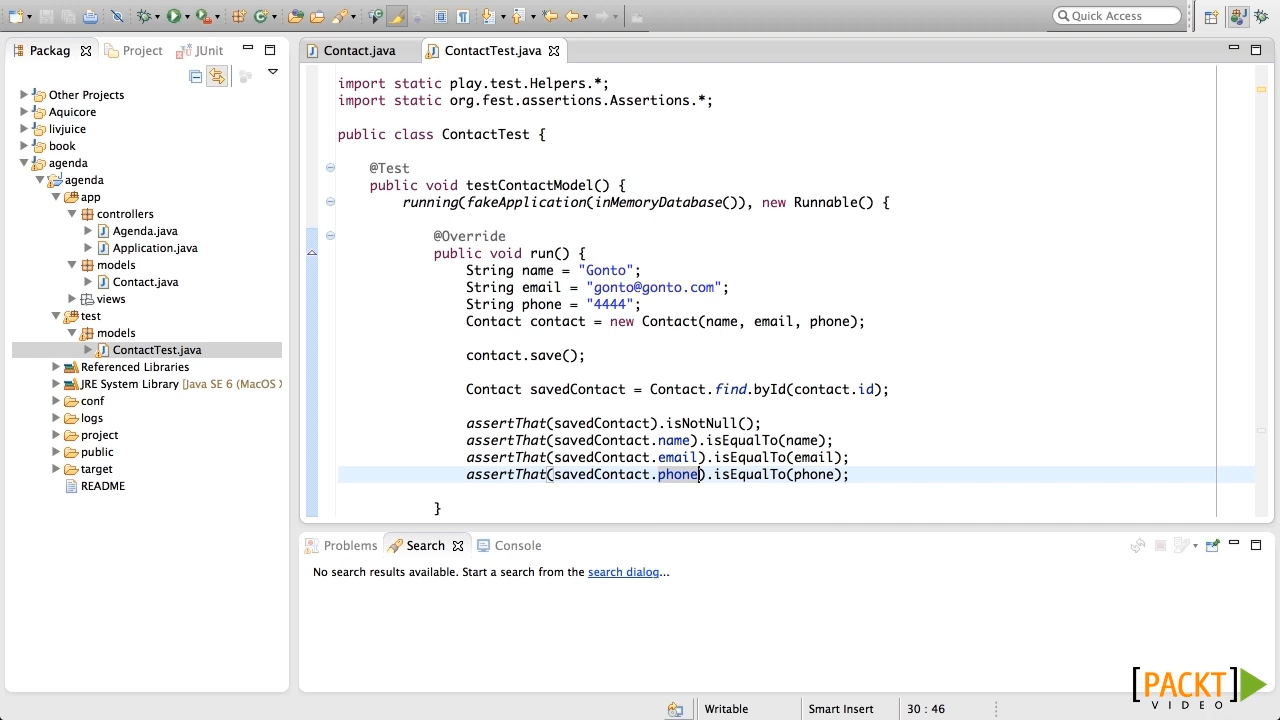 Quick Access
Packag
Project
JUnit
Contact.java
ContactTest.java
Other Projects
Aquicore
livjuice
book
agenda
agenda
app
controllers
Agenda.java
Application.java
models
Contact.java
views
test
models
ContactTest.java
Referenced Libraries
JRE System Library [Java SE 6 (MacOS X
conf
logs
project
public
target
README
import static play.test.Helpers.*;
import static org.fest.assertions.Assertions.*;
public class ContactTest {
@Test
public void testContactModel() {
running(fakeApplication(inMemoryDatabase()), new Runnable() {
@Override
public void run() {
String name = "Gonto";
String email = "gonto@gonto.com";
String phone = "4444";
Contact contact = new Contact(name, email, phone);
contact.save();
Contact savedContact = Contact.find.byId(contact.id);
assertThat(savedContact).isNotNull();
assertThat(savedContact.name).isEqualTo(name);
assertThat(savedContact.email).isEqualTo(email);
assertThat(savedContact.phone).isEqualTo(phone);
}
Problems
Search
Console
No search results available. Start a search from the search dialog...
Writable
Smart Insert
30 : 46
[PACKT]
VIDEO